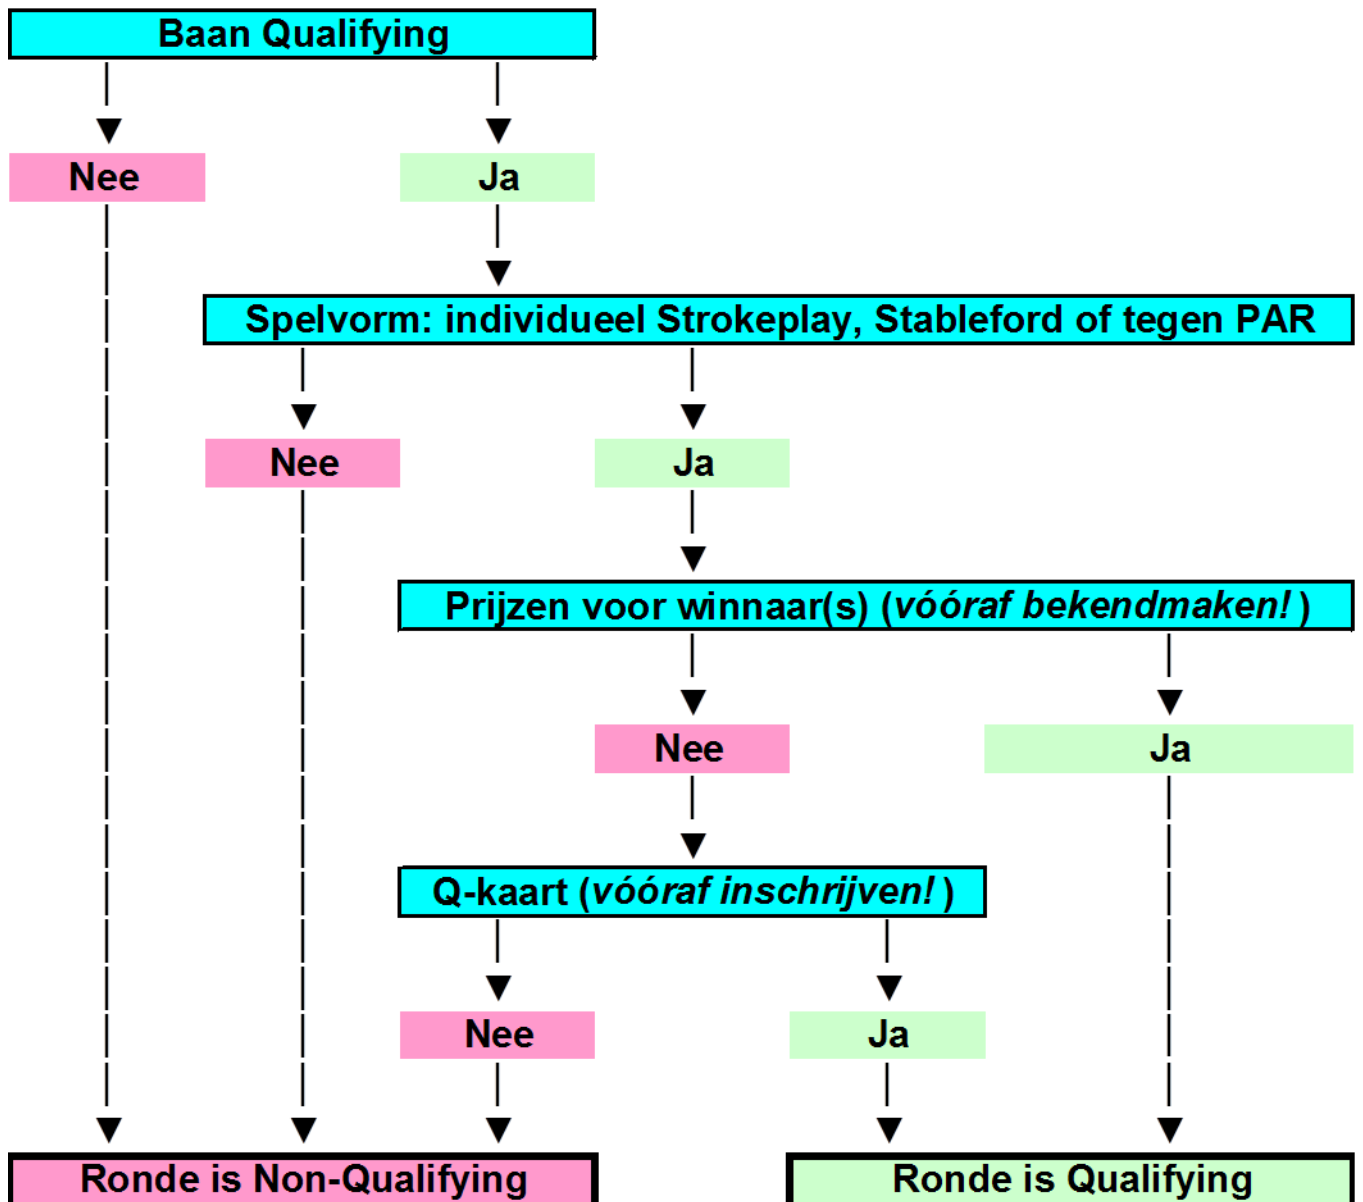 Baan Qualifying
Nee
Ja
Spelvorm: individueel Strokeplay, Stableford of tegen PAR
Nee
Ja
Prijzen voor winnaar(s) (vóóraf bekendmaken! )
Nee
Ja
Q-kaart (vóóraf inschrijven! )
Nee
Ja
Ronde is Non-Qualifying
Ronde is Qualifying